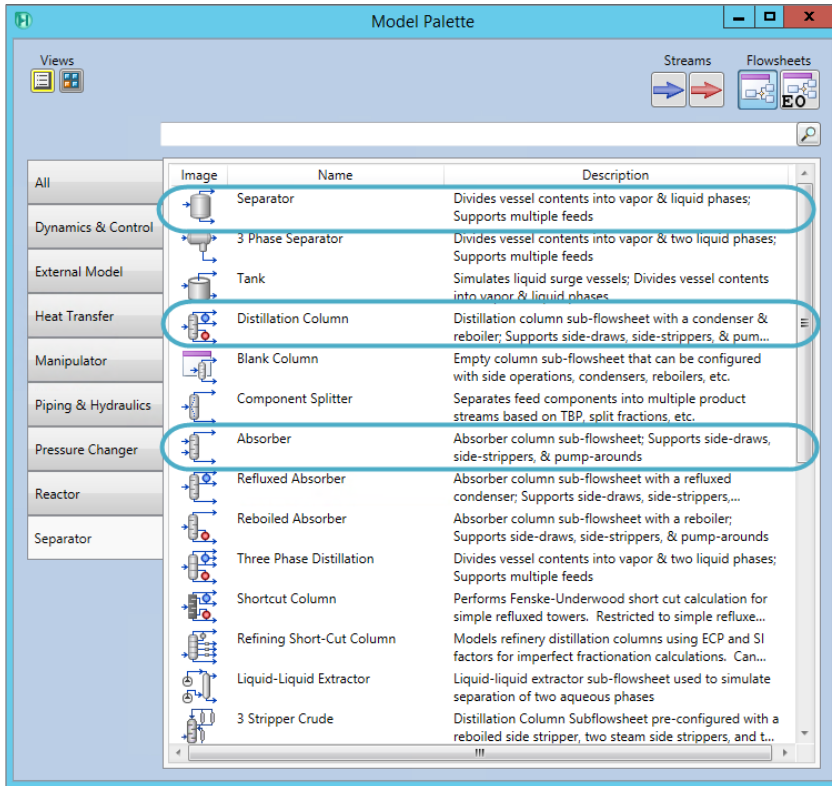 Model Palette
Views
Streams
Flowsheets
EO
All
Dynamics & Control
External Model
Heat Transfer
Manipulator
Piping & Hydraulics
Pressure Changer
Reactor
Separator
Image Name Description
Separator Divides vessel contents into vapor & liquid phases;
Supports multiple feeds
3 Phase Separator Divides vessel contents into vapor & two liquid phases;
Supports multiple feeds
Tank Simulates liquid surge vessels; Divides vessel contents
into vapor & liquid phases
Distillation Column Distillation column sub-flowsheet with a condenser &
reboiler; Supports side-draws, side-strippers, & pum...
Blank Column Empty column sub-flowsheet that can be configured
with side operations, condensers, reboilers, etc.
Component Splitter Separates feed components into multiple product
streams based on TBP, split fractions, etc.
Absorber Absorber column sub-flowsheet; Supports side-draws,
side-strippers, & pump-arounds
Refluxed Absorber Absorber column sub-flowsheet with a refluxed
condenser; Supports side-draws, side-strippers,...
Reboiled Absorber Absorber column sub-flowsheet with a reboiler;
Supports side-draws, side-strippers, & pump-arounds
Three Phase Distillation Divides vessel contents into vapor & two liquid phases;
Supports multiple feeds
Shortcut Column Performs Fenske-Underwood short cut calculation for
simple refluxed towers. Restricted to simple refluxe...
Refining Short-Cut Column Models refinery distillation columns using ECP and SI
factors for imperfect fractionation calculations. Can...
Liquid-Liquid Extractor Liquid-liquid extractor sub-flowsheet used to simulate
separation of two aqueous phases
3 Stripper Crude Distillation Column Subflowsheet pre-configured with a
reboiled side stripper, two steam side strippers, and t...